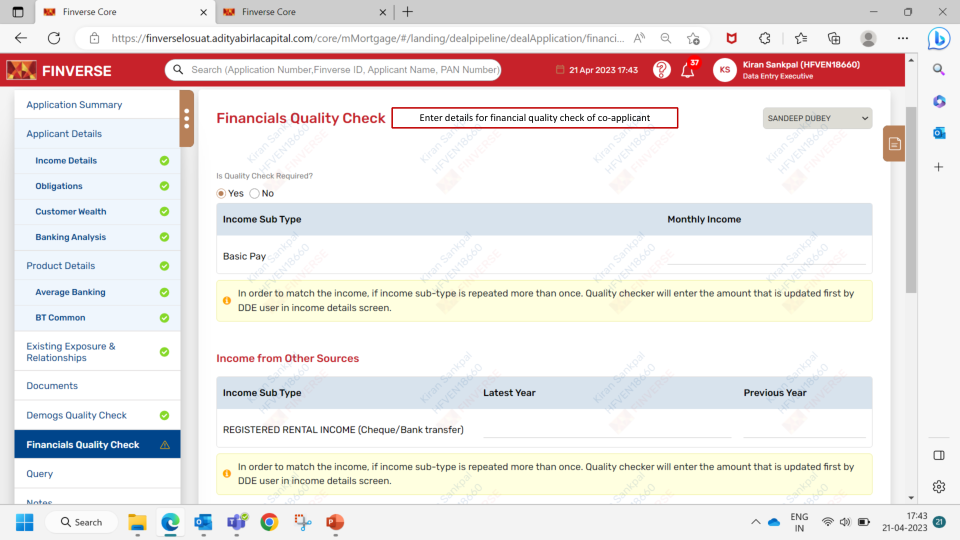 Finverse Core
Finverse Core
https://finverselosuat.adityabirlacapital.com/core/mMortgage/#/landing/dealpipeline/dealApplication/financi...
FINVERSE
Search (Application Number,Finverse ID, Applicant Name, PAN Number)
21 Apr 2023 17:43
37
KS
Kiran Sankpal (HFVEN18660)
Data Entry Executive
Application Summary
Applicant Details
Income Details
Obligations
Customer Wealth
Banking Analysis
Product Details
Average Banking
BT Common
Existing Exposure &
Relationships
Documents
Demogs Quality Check
Financials Quality Check
Query
Notes
Financials Quality Check
Enter details for financial quality check of co-applicant
SANDEEP DUBEY
Is Quality Check Required?
Yes No
Income Sub Type Monthly Income
Basic Pay
In order to match the income, if income sub-type is repeated more than once. Quality checker will enter the amount that is updated first by
DDE user in income details screen.
Income from Other Sources
Income Sub Type Latest Year Previous Year
REGISTERED RENTAL INCOME (Cheque/Bank transfer)
In order to match the income, if income sub-type is repeated more than once. Quality checker will enter the amount that is updated first by
DDE user in income details screen.
Kiran Sankpal
HFVEN18660
FINVERSE
Search
ENG
IN
17:43
21-04-2023
21